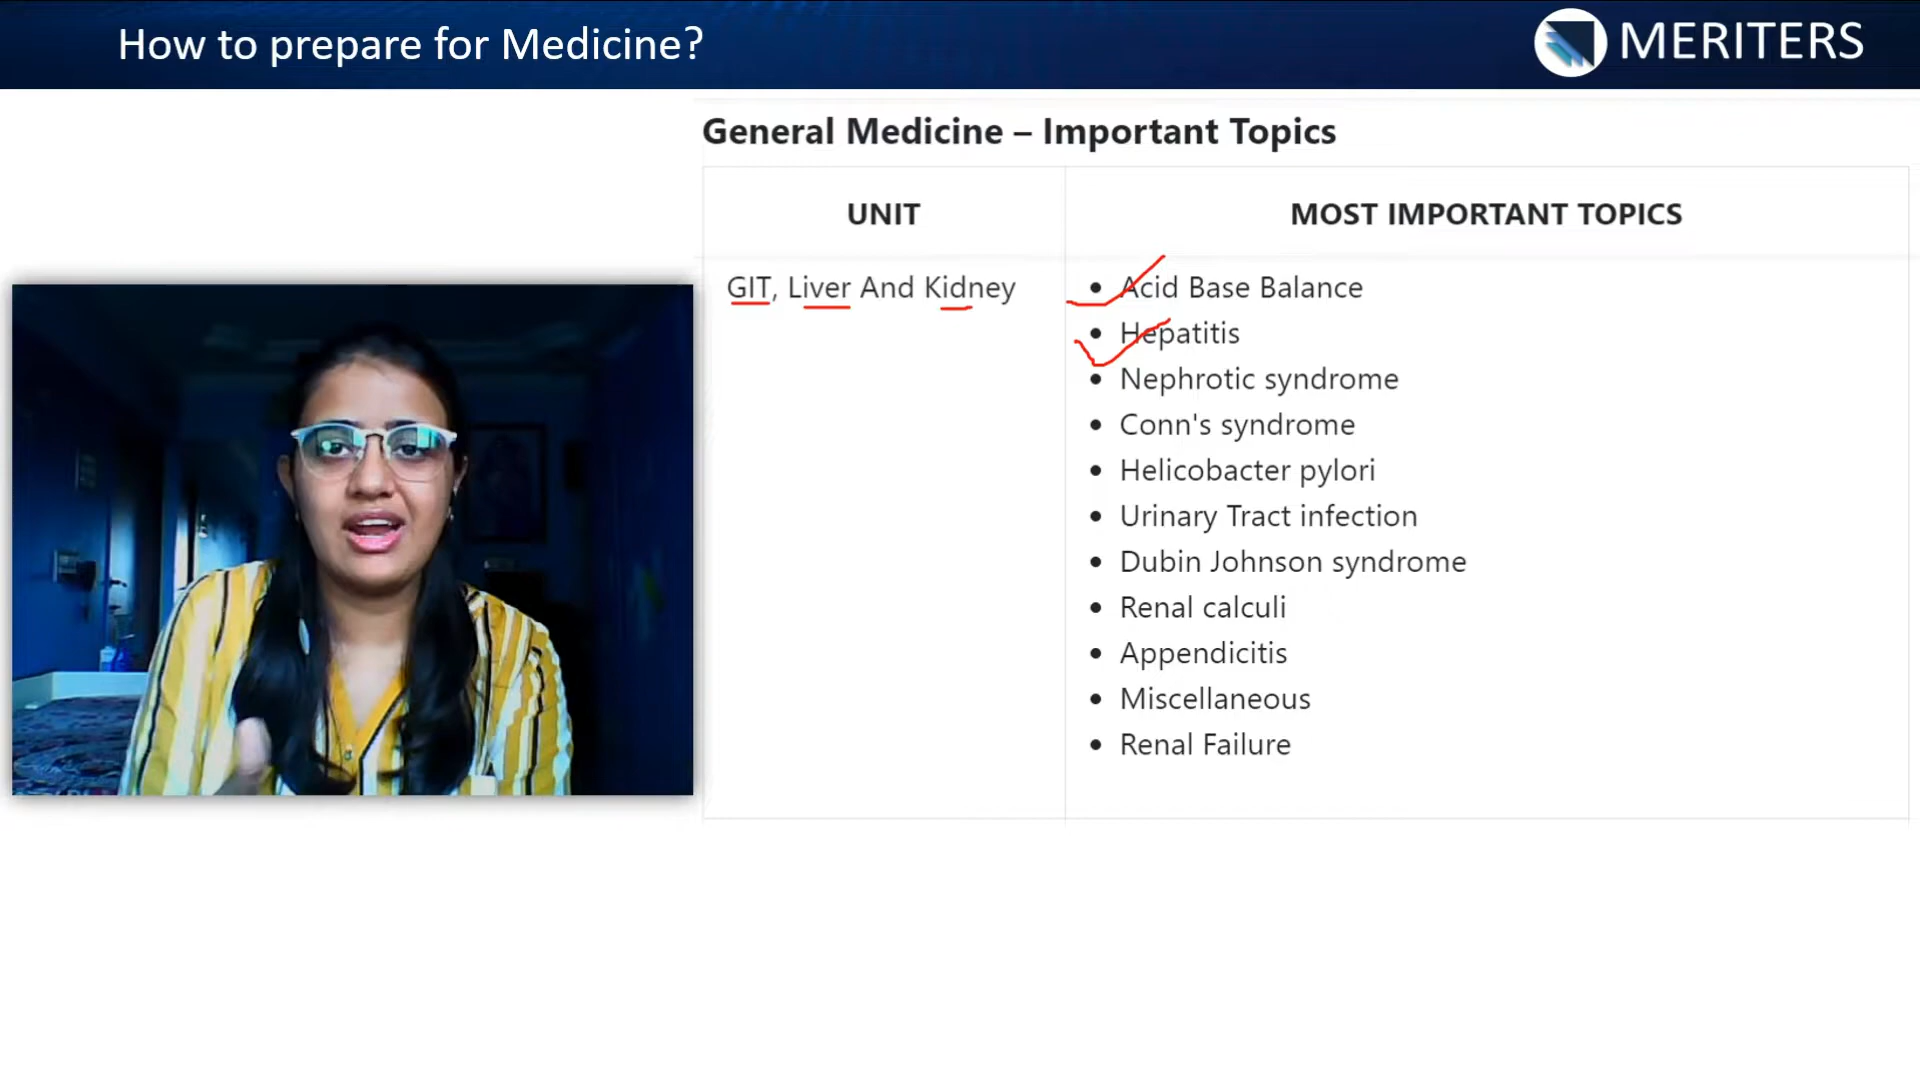 How to prepare for Medicine?
MERITERS
General Medicine – Important Topics
UNIT
MOST IMPORTANT TOPICS
GIT, Liver And Kidney
• Acid Base Balance
• Hepatitis
• Nephrotic syndrome
• Conn's syndrome
• Helicobacter pylori
• Urinary Tract infection
• Dubin Johnson syndrome
• Renal calculi
• Appendicitis
• Miscellaneous
• Renal Failure